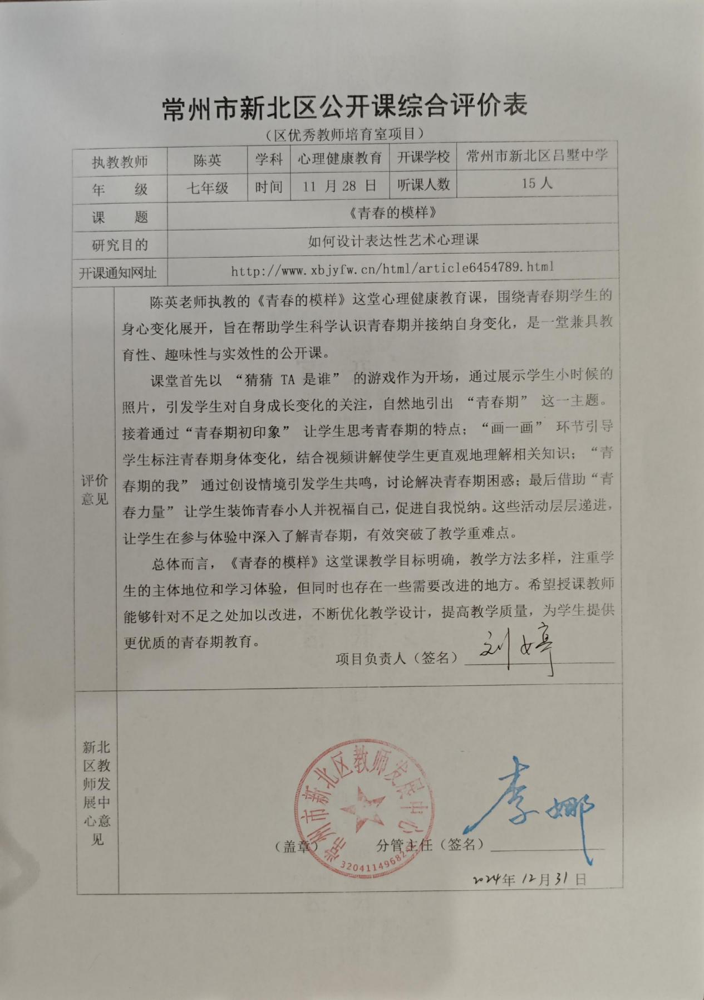 常州市新北区公开课综合评价表
（区优秀教师培育室项目）
执教教师 陈英 学科 心理健康教育 开课学校 常州市新北区吕墅中学
年 级 七年级 时间 11 月 28 日 听课人数 15 人
课 题 《青春的模样》
研究目的 如何设计表达性艺术心理课
开课通知网址 http://www.xbjyfw.cn/html/article6454789.html
评价
意见
陈英老师执教的《青春的模样》这堂心理健康教育课，围绕青春期学生的
身心变化展开，旨在帮助学生科学认识青春期并接纳自身变化，是一堂兼具教
育性、趣味性与实效性的公开课。
课堂首先以 “猜猜 TA 是谁” 的游戏作为开场，通过展示学生小时候的
照片，引发学生对自身成长变化的关注，自然地引出 “青春期” 这一主题。
接着通过“青春期初印象” 让学生思考青春期的特点；“画一画” 环节引导
学生标注青春期身体变化，结合视频讲解使学生更直观地理解相关知识；“青
春期的我” 通过创设情境引发学生共鸣，讨论解决青春期困惑；最后借助“青
春力量” 让学生装饰青春小人并祝福自己，促进自我悦纳。这些活动层层递进，
让学生在参与体验中深入了解青春期，有效突破了教学重难点。
总体而言，《青春的模样》这堂课教学目标明确，教学方法多样，注重学
生的主体地位和学习体验，但同时也存在一些需要改进的地方。希望授课教师
能够针对不足之处加以改进，不断优化教学设计，提高教学质量，为学生提供
更优质的青春期教育。
项目负责人（签名） 刘婷
新北
区教
师发
展中
心意
见
常州市新北区教师发展中心
（盖章） 分管主任（签名） 李娜
2024年 12月 31日